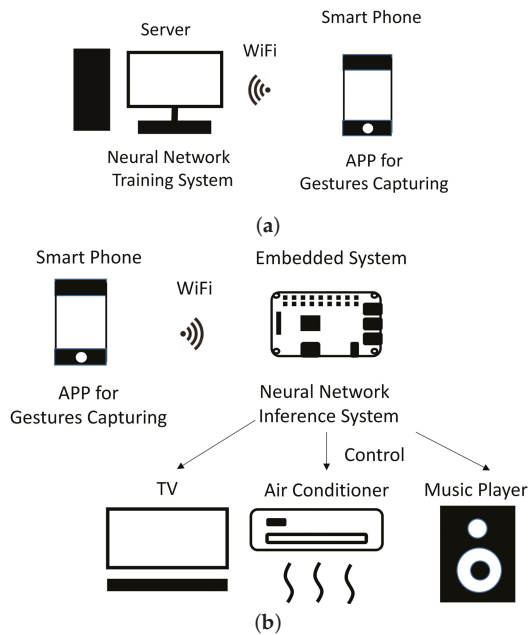 Smart Phone
Server
WiFi
Neural Network
Training System
APP for
Gestures Capturing
(a)
Smart Phone
Embedded System
WiFi
APP for
Gestures Capturing
Neural Network
Inference System
Control
TV
Air Conditioner
Music Player
(b)